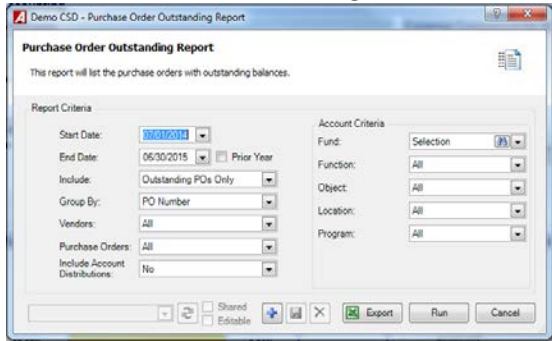 Demo CSD - Purchase Order Outstanding Report
Purchase Order Outstanding Report
This report will list the purchase orders with outstanding balances.
Report Criteria
Start Date: 07/01/2014
End Date: 06/30/2015 Prior Year
Include: Outstanding POs Only
Group By: PO Number
Vendors: All
Purchase Orders: All
Include Account
Distributions: No
Account Criteria
Fund: Selection
Function: All
Object: All
Location: All
Program: All
Shared
Editable
Export Run Cancel